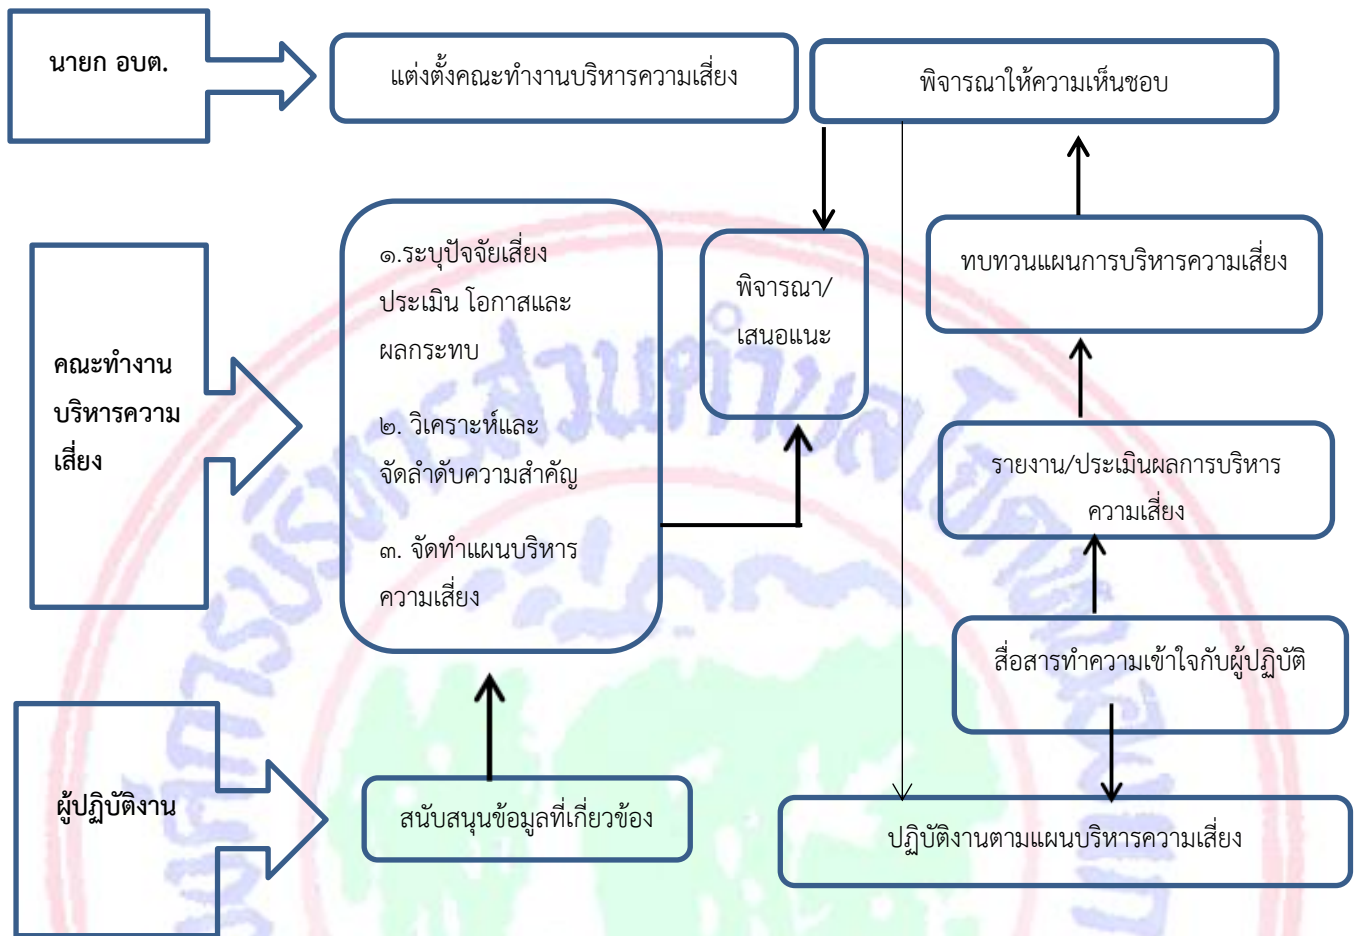 นายก อบต.
แต่งตั้งคณะทำงานบริหารความเสี่ยง
พิจารณาให้ความเห็นชอบ
คณะทำงาน
บริหารความ
เสี่ยง
๑.ระบุปัจจัยเสี่ยง
ประเมิน โอกาสและ
ผลกระทบ
๒. วิเคราะห์และ
จัดลำดับความสำคัญ
๓. จัดทำแผนบริหาร
ความเสี่ยง
พิจารณา/
เสนอแนะ
ทบทวนแผนการบริหารความเสี่ยง
รายงาน/ประเมินผลการบริหาร
ความเสี่ยง
สื่อสารทำความเข้าใจกับผู้ปฏิบัติ
ผู้ปฏิบัติงาน
สนับสนุนข้อมูลที่เกี่ยวข้อง
ปฏิบัติงานตามแผนบริหารความเสี่ยง